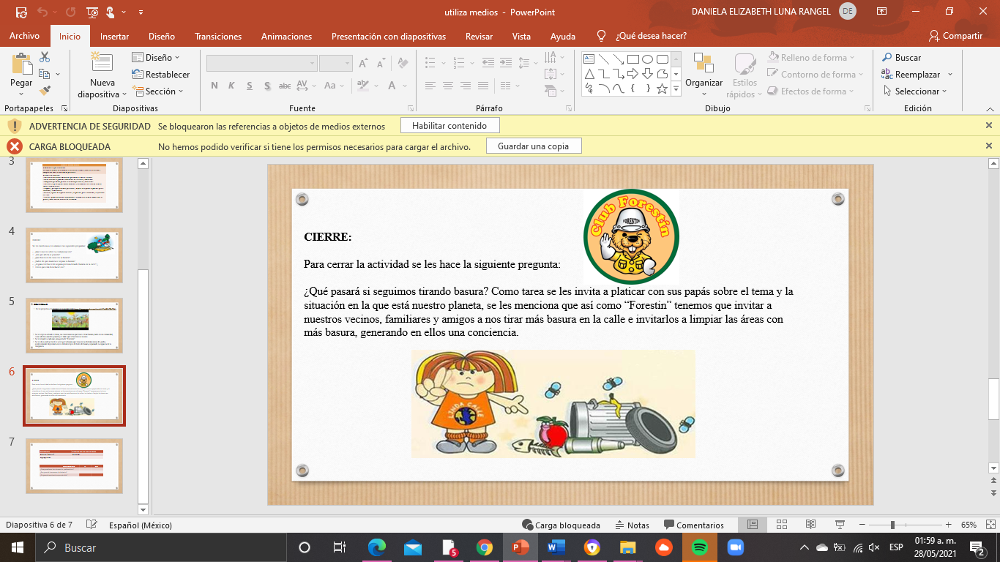 utiliza medios - PowerPoint
DANIELA ELIZABETH LUNA RANGEL
DE
Archivo Inicio Insertar Diseño Transiciones Animaciones Presentación con diapositivas Revisar Vista Ayuda ¿Qué desea hacer? Compartir
Pegar
Nueva diapositiva
Diseño
Restablecer
Sección
N K S S abc AV Aa
A
Organizar
Estilos rápidos
Relleno de forma
Contorno de forma
Efectos de forma
Buscar
Reemplazar
Seleccionar
Portapapeles Diapositivas Fuente Párrafo Dibujo Edición
ADVERTENCIA DE SEGURIDAD Se bloquearon las referencias a objetos de medios externos Habilitar contenido
CARGA BLOQUEADA No hemos podido verificar si tiene los permisos necesarios para cargar el archivo. Guardar una copia
3
4
5
6
7
Club Forestin
FORESTIN
CIERRE:
Para cerrar la actividad se les hace la siguiente pregunta:
¿Qué pasará si seguimos tirando basura? Como tarea se les invita a platicar con sus papás sobre el tema y la
situación en la que está nuestro planeta, se les menciona que así como “Forestin” tenemos que invitar a
nuestros vecinos, familiares y amigos a nos tirar más basura en la calle e invitarlos a limpiar las áreas con
más basura, generando en ellos una conciencia.
LINDA CALLE
Diapositiva 6 de 7 Español (México) Carga bloqueada Notas Comentarios 65%
Buscar
5
ESP
01:59 a. m.
28/05/2021
2